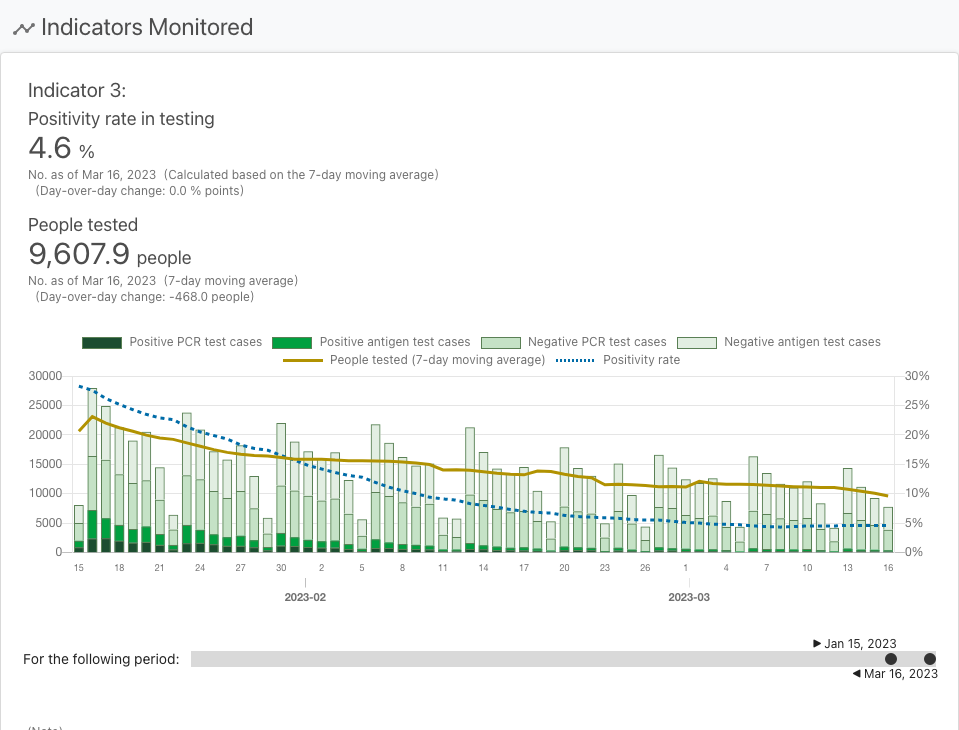 Indicators Monitored
Indicator 3:
Positivity rate in testing
4.6 %
No. as of Mar 16, 2023 (Calculated based on the 7-day moving average)
(Day-over-day change: 0.0 % points)
People tested
9,607.9 people
No. as of Mar 16, 2023 (7-day moving average)
(Day-over-day change: -468.0 people)
Positive PCR test cases Positive antigen test cases Negative PCR test cases Negative antigen test cases
People tested (7-day moving average) Positivity rate
30000 30%
25000 25%
20000 20%
15000 15%
10000 10%
5000 5%
0 0%
15 18 21 24 27 30 2 5 8 11 14 17 20 23 26 1 4 7 10 13 16
2023-02 2023-03
▶ Jan 15, 2023
For the following period:
◀ Mar 16, 2023
(Note)